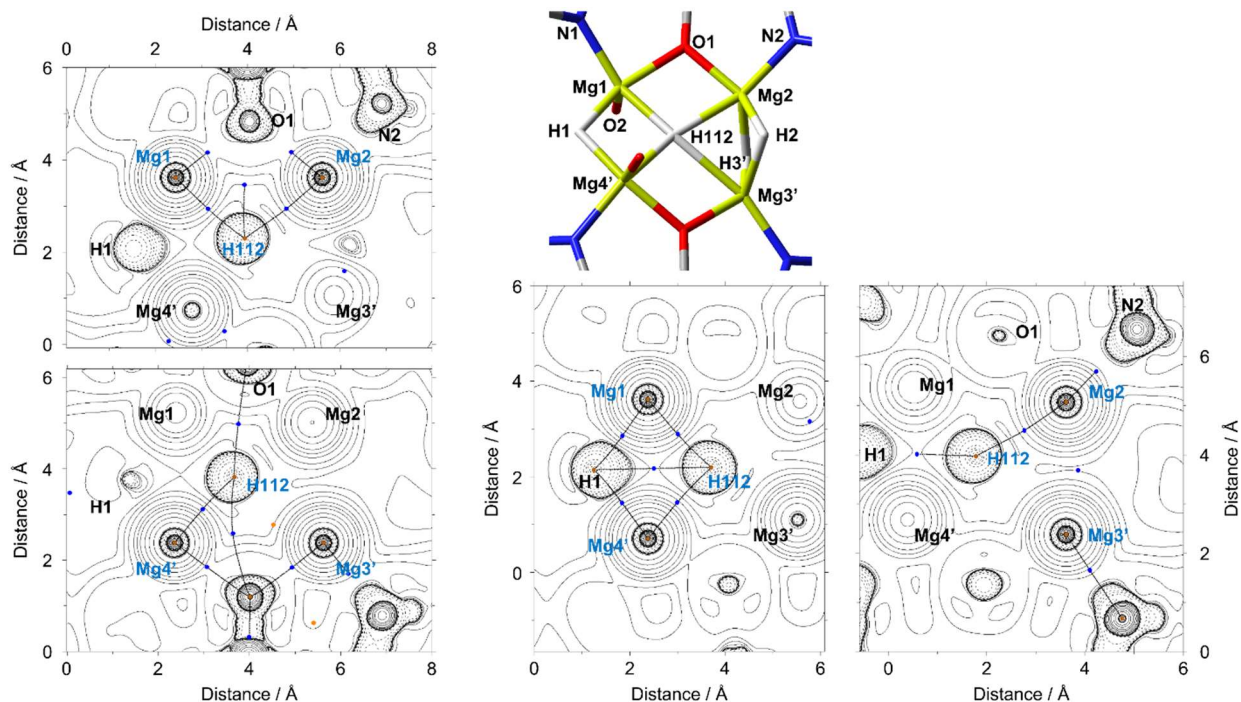 Distance / Å
0 2 4 6 8
6
4
2
0
Distance / Å
O1
N2
Mg1
Mg2
H1
H112
Mg4’
Mg3’
N1
O1
N2
Mg1
Mg2
H1
O2
H112
H2
H3’
Mg4’
Mg3’
6
4
2
0
Distance / Å
O1
Mg1
Mg2
H1
H112
Mg4’
Mg3’
0 2 4 6 8
Distance / Å
6
4
2
0
Distance / Å
Mg1
Mg2
H1
H112
Mg4’
Mg3’
0 2 4 6
Distance / Å
N2
O1
Mg1
Mg2
H1
H112
Mg4’
Mg3’
6
4
2
0
Distance / Å
0 2 4 6
Distance / Å